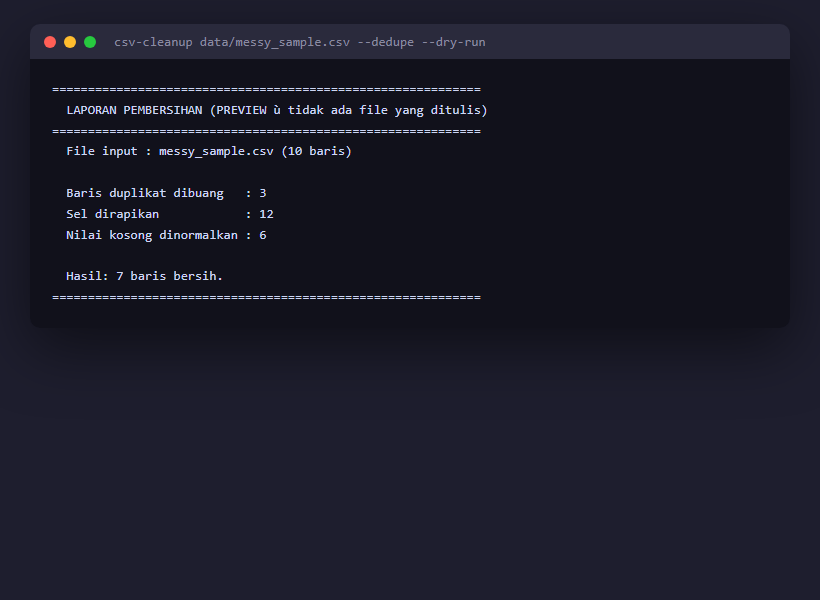 csv-cleanup data/messy_sample.csv --dedupe --dry-run
============================================================
LAPORAN PEMBERSIHAN (PREVIEW ù tidak ada file yang ditulis)
============================================================
File input : messy_sample.csv (10 baris)
Baris duplikat dibuang   : 3
Sel dirapikan            : 12
Nilai kosong dinormalkan : 6
Hasil: 7 baris bersih.
============================================================